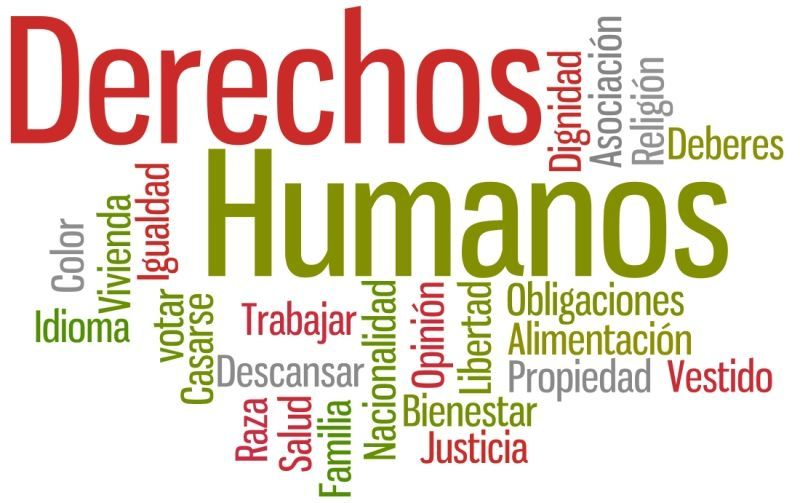 Derechos
Humanos
Dignidad
Asociación
Religión
Deberes
Color
Vivienda
Igualdad
Idioma
votar
Casarse
Trabajar
Descansar
Nacionalidad
Opinión
Libertad
Obligaciones
Alimentación
Propiedad
Vestido
Bienestar
Justicia
Raza
Salud
Familia